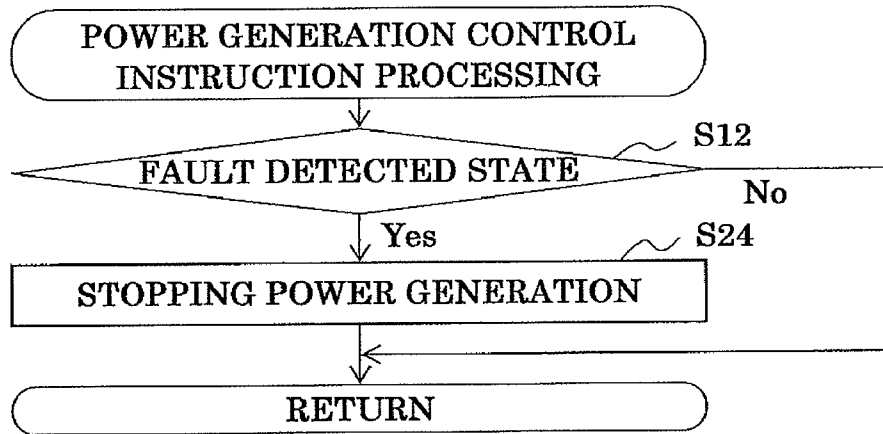 POWER GENERATION CONTROL
INSTRUCTION PROCESSING
S12
FAULT DETECTED STATE
No
Yes
S24
STOPPING POWER GENERATION
RETURN